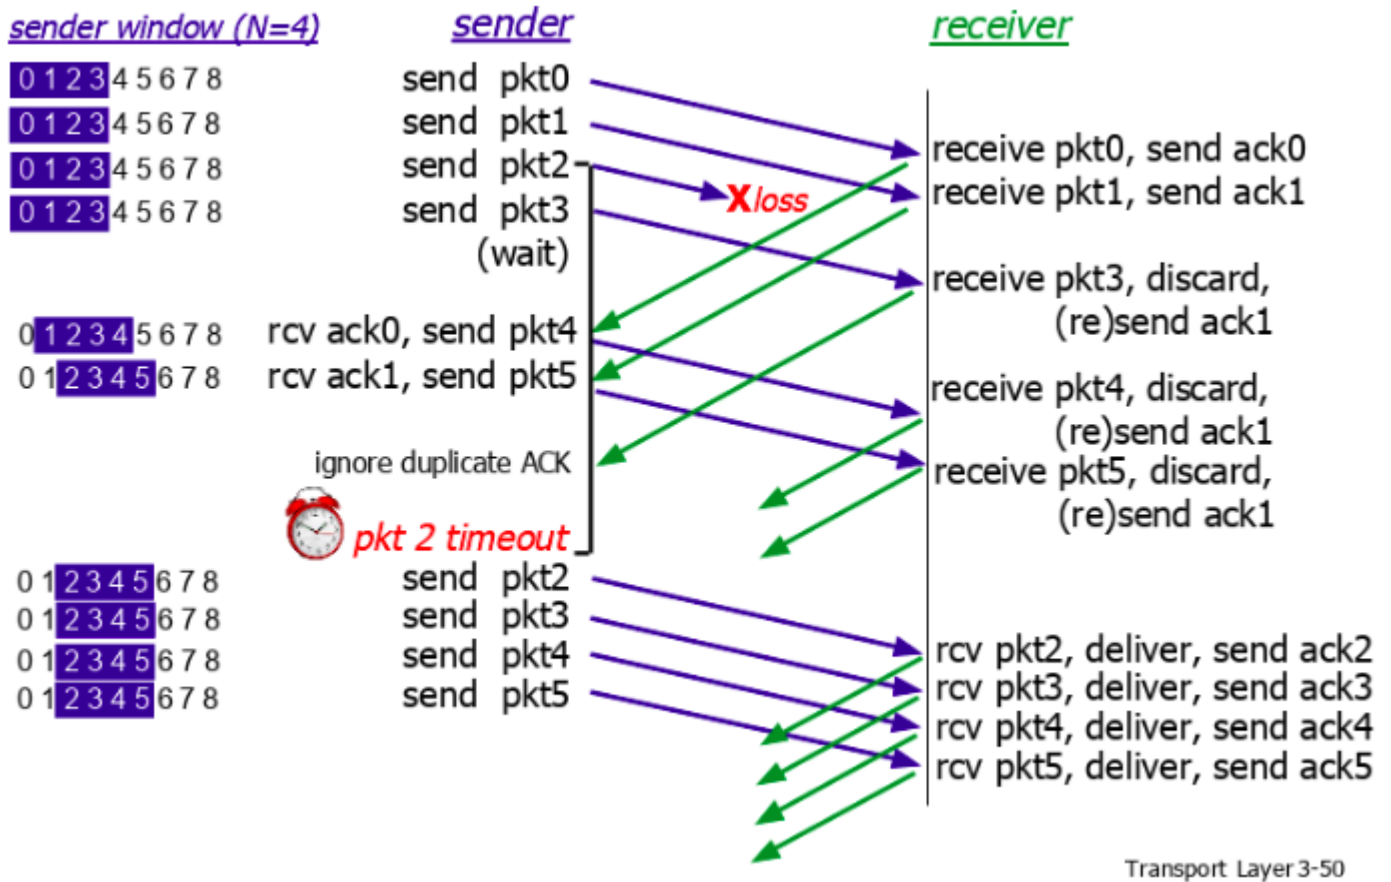 sender window (N=4) sender receiver
0 1 2 3 4 5 6 7 8 send pkt0
0 1 2 3 4 5 6 7 8 send pkt1
receive pkt0, send ack0
0 1 2 3 4 5 6 7 8 send pkt2
receive pkt1, send ack1
X loss
0 1 2 3 4 5 6 7 8 send pkt3
(wait)
receive pkt3, discard,
(re)send ack1
0 1 2 3 4 5 6 7 8 rcv ack0, send pkt4
0 1 2 3 4 5 6 7 8 rcv ack1, send pkt5
receive pkt4, discard,
(re)send ack1
ignore duplicate ACK
receive pkt5, discard,
(re)send ack1
pkt 2 timeout
0 1 2 3 4 5 6 7 8 send pkt2
0 1 2 3 4 5 6 7 8 send pkt3
0 1 2 3 4 5 6 7 8 send pkt4
0 1 2 3 4 5 6 7 8 send pkt5
rcv pkt2, deliver, send ack2
rcv pkt3, deliver, send ack3
rcv pkt4, deliver, send ack4
rcv pkt5, deliver, send ack5
Transport Layer 3-50